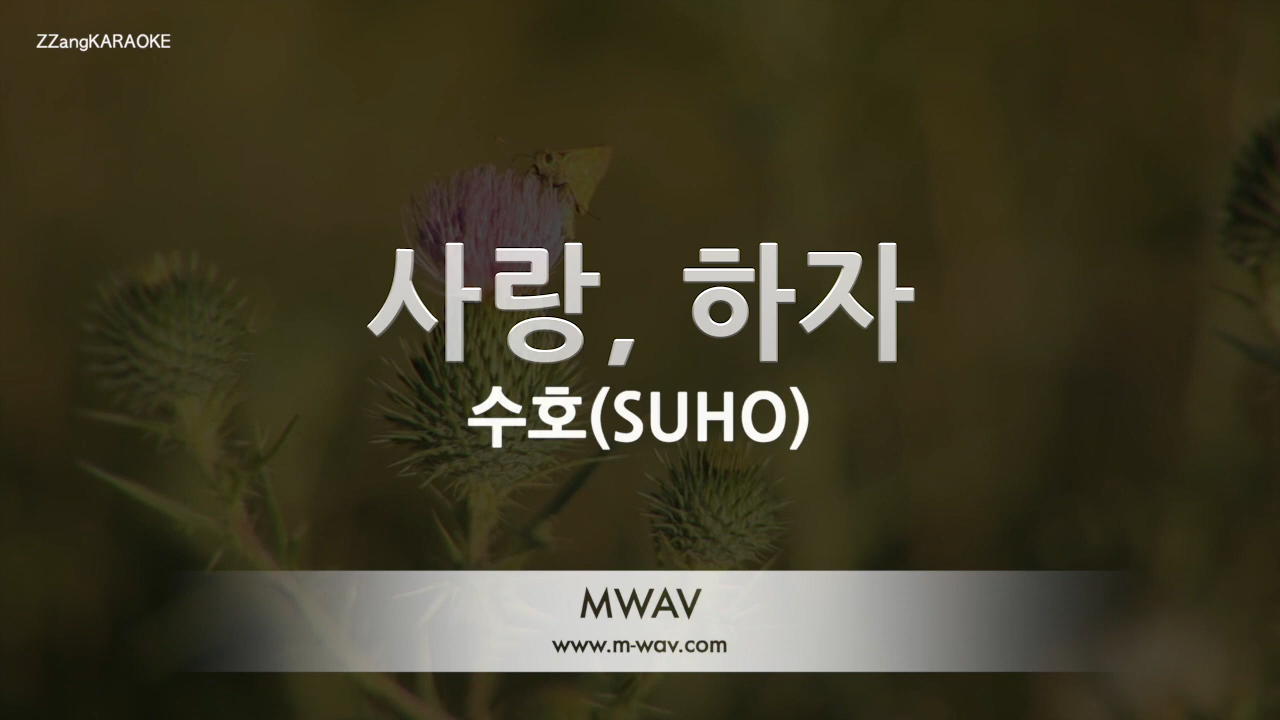 ZZangKARAOKE
사랑, 하자
수호(SUHO)
MWAV
www.m-wav.com